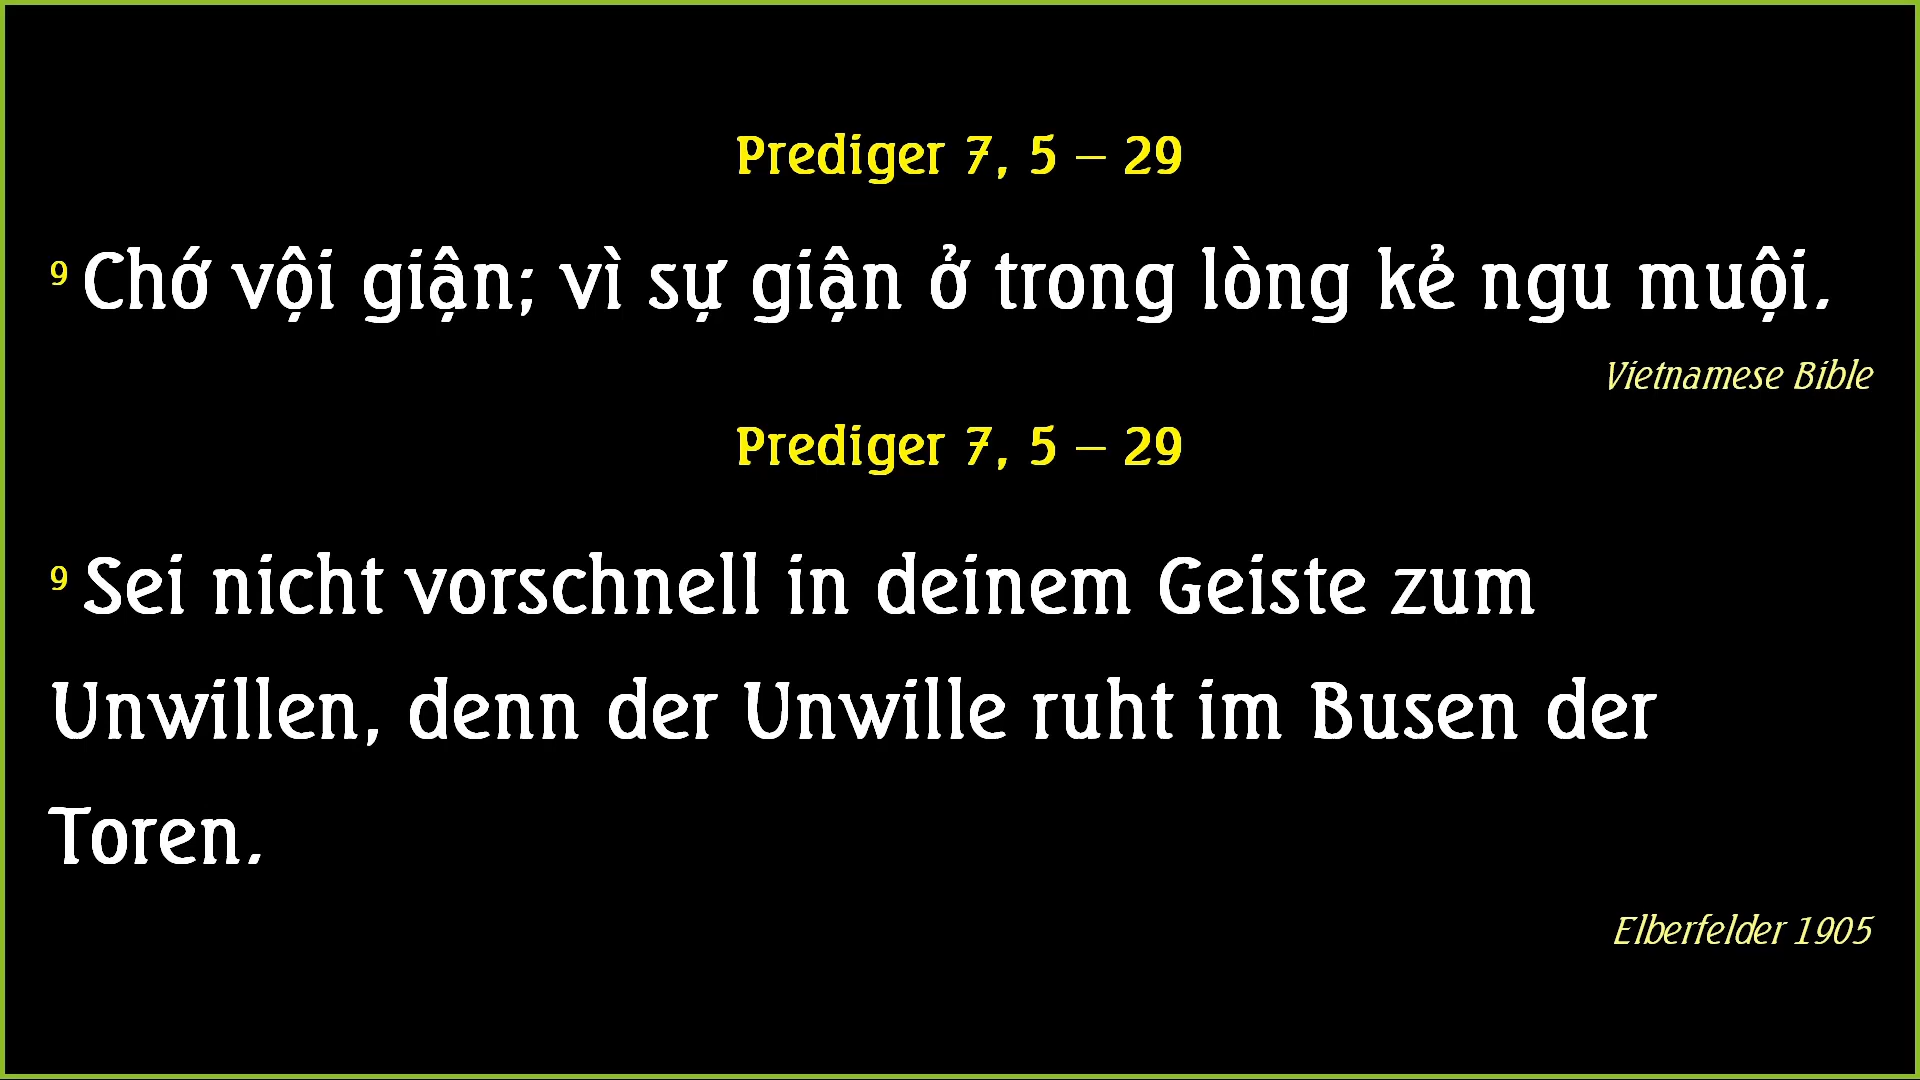 Prediger 7, 5 – 29
9 Chớ vội giận; vì sự giận ở trong lòng kẻ ngu muội.
Vietnamese Bible
Prediger 7, 5 – 29
9 Sei nicht vorschnell in deinem Geiste zum
Unwillen, denn der Unwille ruht im Busen der
Toren.
Elberfelder 1905